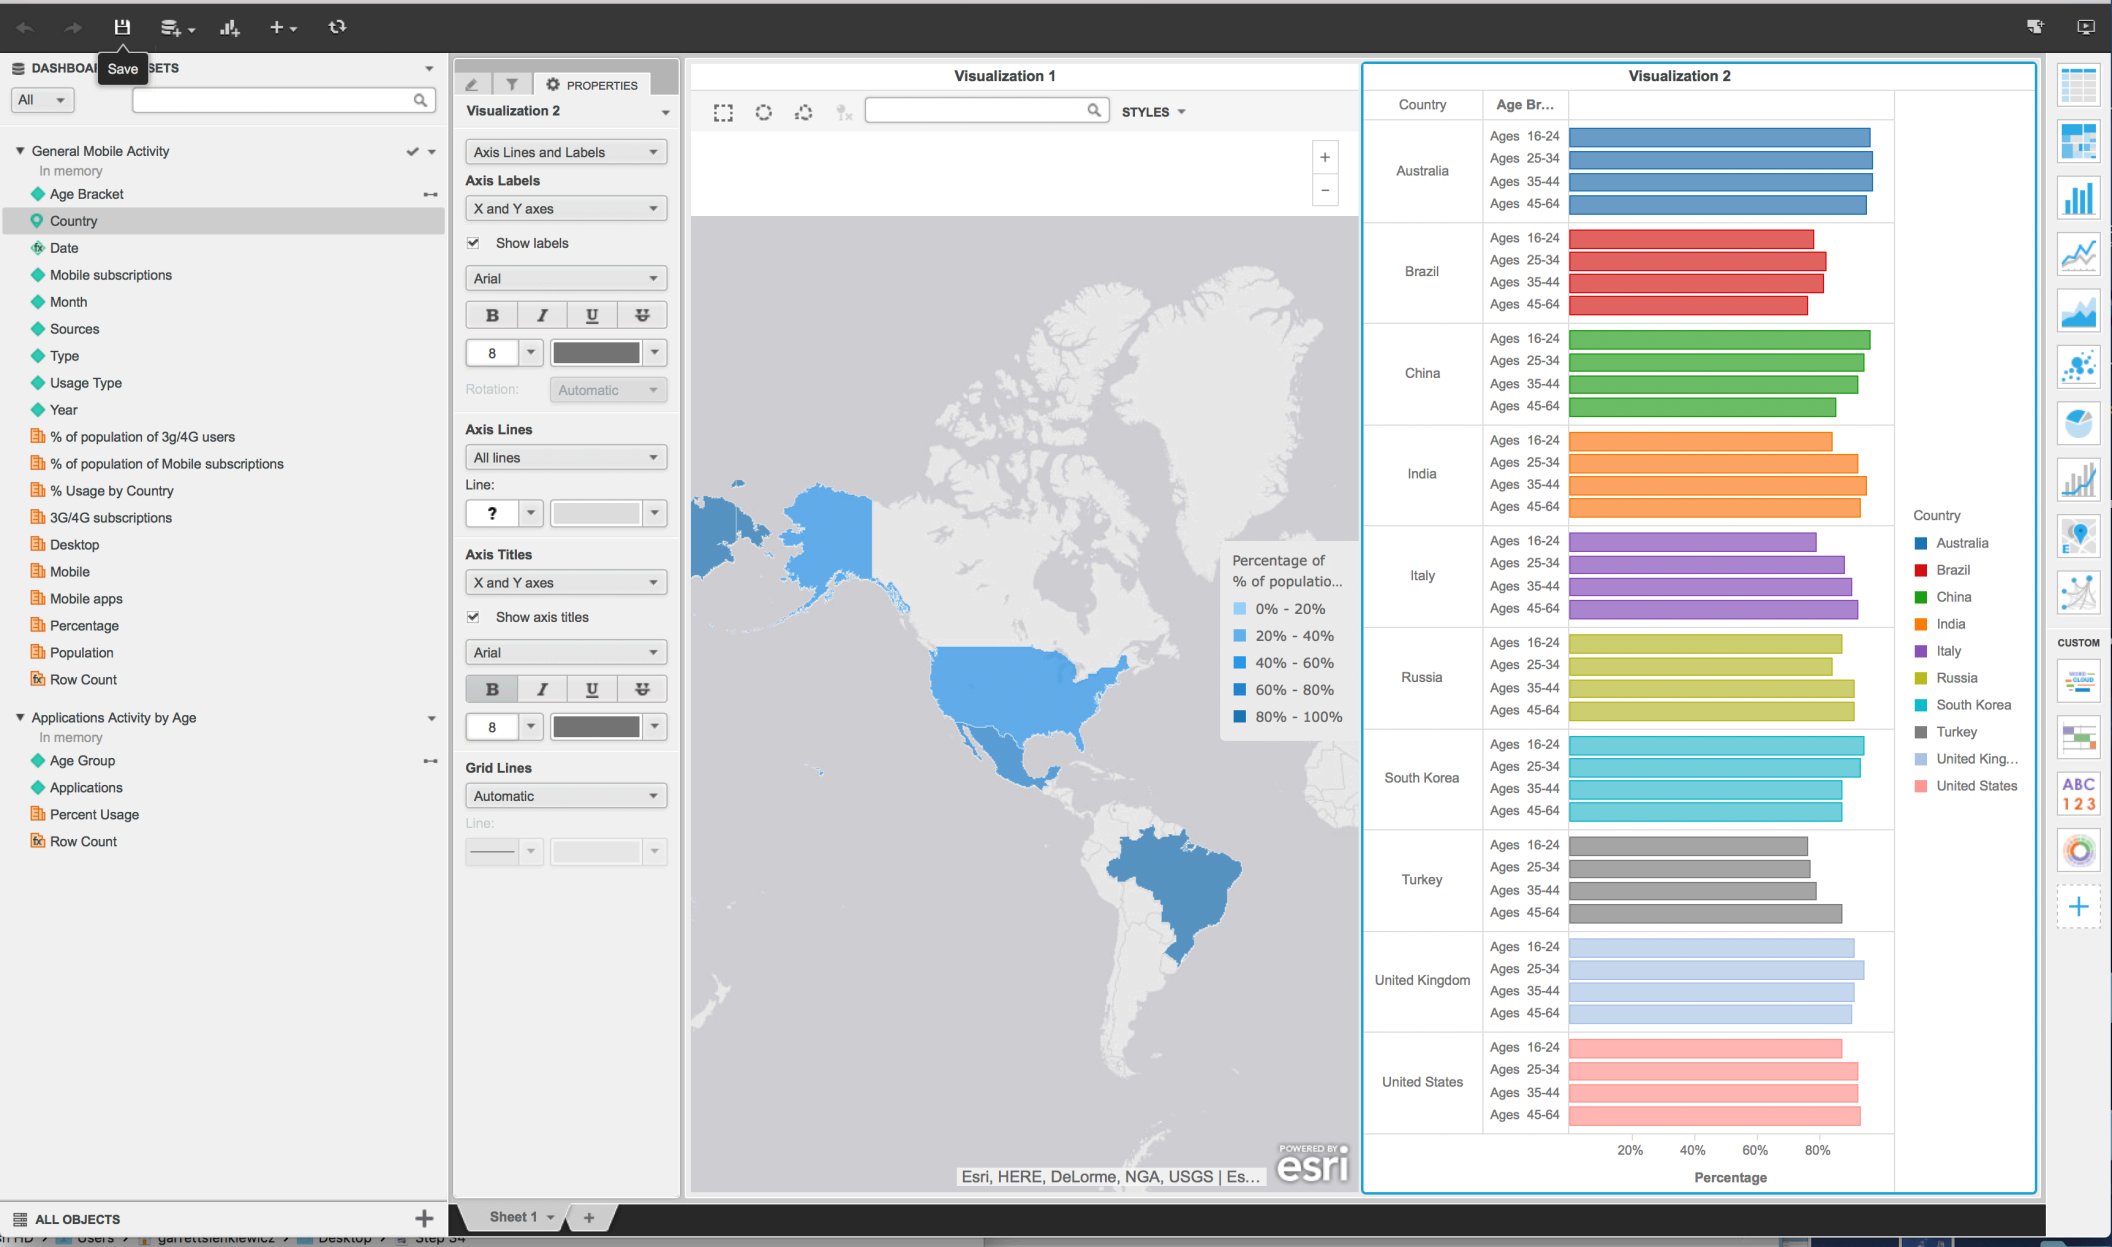 Save
DASHBOA SETS
All
General Mobile Activity
In memory
Age Bracket
Country
Date
Mobile subscriptions
Month
Sources
Type
Usage Type
Year
% of population of 3g/4G users
% of population of Mobile subscriptions
% Usage by Country
3G/4G subscriptions
Desktop
Mobile
Mobile apps
Percentage
Population
Row Count
Applications Activity by Age
In memory
Age Group
Applications
Percent Usage
Row Count
ALL OBJECTS
PROPERTIES
Visualization 2
Axis Lines and Labels
Axis Labels
X and Y axes
Show labels
Arial
B I U S
8
Rotation: Automatic
Axis Lines
All lines
Line:
?
Axis Titles
X and Y axes
Show axis titles
Arial
B I U S
8
Grid Lines
Automatic
Line:
Visualization 1
STYLES
+
−
Percentage of
% of populatio...
0% - 20%
20% - 40%
40% - 60%
60% - 80%
80% - 100%
POWERED BY
esri
Esri, HERE, DeLorme, NGA, USGS | Es...
Sheet 1
+
Visualization 2
Country Age Br...
Australia
Ages 16-24
Ages 25-34
Ages 35-44
Ages 45-64
Brazil
Ages 16-24
Ages 25-34
Ages 35-44
Ages 45-64
China
Ages 16-24
Ages 25-34
Ages 35-44
Ages 45-64
India
Ages 16-24
Ages 25-34
Ages 35-44
Ages 45-64
Italy
Ages 16-24
Ages 25-34
Ages 35-44
Ages 45-64
Russia
Ages 16-24
Ages 25-34
Ages 35-44
Ages 45-64
South Korea
Ages 16-24
Ages 25-34
Ages 35-44
Ages 45-64
Turkey
Ages 16-24
Ages 25-34
Ages 35-44
Ages 45-64
United Kingdom
Ages 16-24
Ages 25-34
Ages 35-44
Ages 45-64
United States
Ages 16-24
Ages 25-34
Ages 35-44
Ages 45-64
20% 40% 60% 80%
Percentage
Country
Australia
Brazil
China
India
Italy
Russia
South Korea
Turkey
United King...
United States
E
CUSTOM
WORD
CLOUD
ABC
123
Users garrettsienkiewicz Desktop Step 34